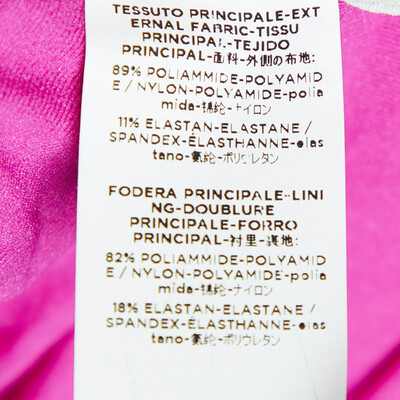 TESSUTO PRINCIPALE-EXT
ERNAL FABRIC-TISSU
PRINCIPAL-TEJIDO
PRINCIPAL-面料-外側の布地:
89% POLIAMMIDE-POLYAMID
E / NYLON-POLYAMIDE-polia
mida-锦纶-ナイロン
11% ELASTAN-ELASTANE /
SPANDEX-ÉLASTHANNE-elas
tano-氨纶-ポリウレタン
FODERA PRINCIPALE-LINI
NG-DOUBLURE
PRINCIPALE-FORRO
PRINCIPAL-衬里-裏地:
82% POLIAMMIDE-POLYAMID
E / NYLON-POLYAMIDE-polia
mida-锦纶-ナイロン
18% ELASTAN-ELASTANE /
SPANDEX-ÉLASTHANNE-elas
tano-氨纶-ポリウレタン